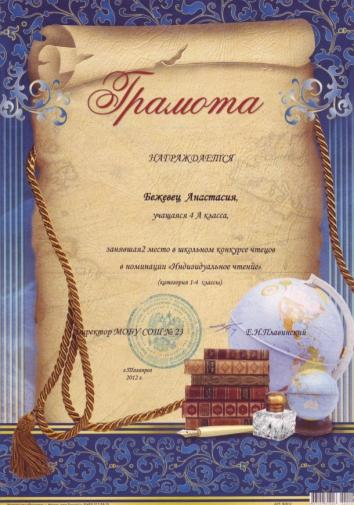 Грамота
НАГРАЖДАЕТСЯ
Бежевец Анастасия,
учащаяся 4 А класса,
занявшая2 место в школьном конкурсе чтецов
в номинации «Индивидуальное чтение»
(категория 1-4 классы)
Директор МОБУ СОШ № 23 Е.Н.Плавинский
г.Таганрог
2012 г.